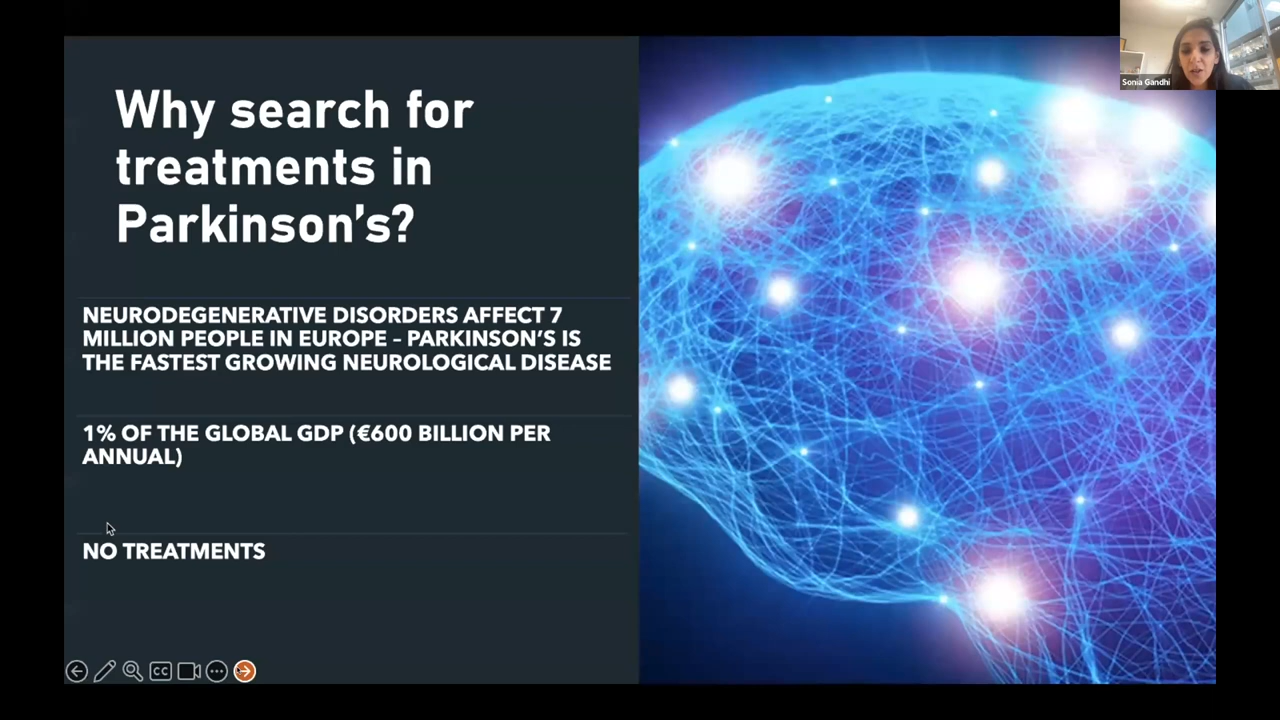 Sonia Gandhi
Why search for
treatments in
Parkinson's?
NEURODEGENERATIVE DISORDERS AFFECT 7
MILLION PEOPLE IN EUROPE – PARKINSON'S IS
THE FASTEST GROWING NEUROLOGICAL DISEASE
1% OF THE GLOBAL GDP (€600 BILLION PER
ANNUAL)
NO TREATMENTS
CC